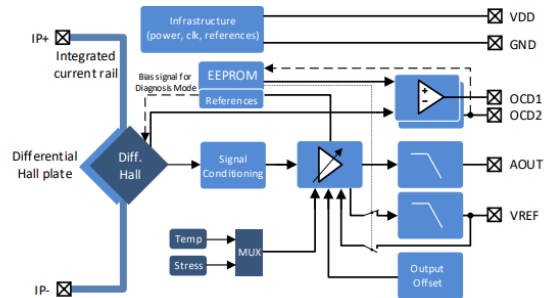 IP+
Integrated
current rail
Infrastructure
(power, clk, references)
VDD
GND
Bias signal for
Diagnosis Mode
EEPROM
References
+
-
OCD1
OCD2
Differential
Hall plate
Diff.
Hall
Signal
Conditioning
AOUT
VREF
Temp
Stress
MUX
Output
Offset
IP-